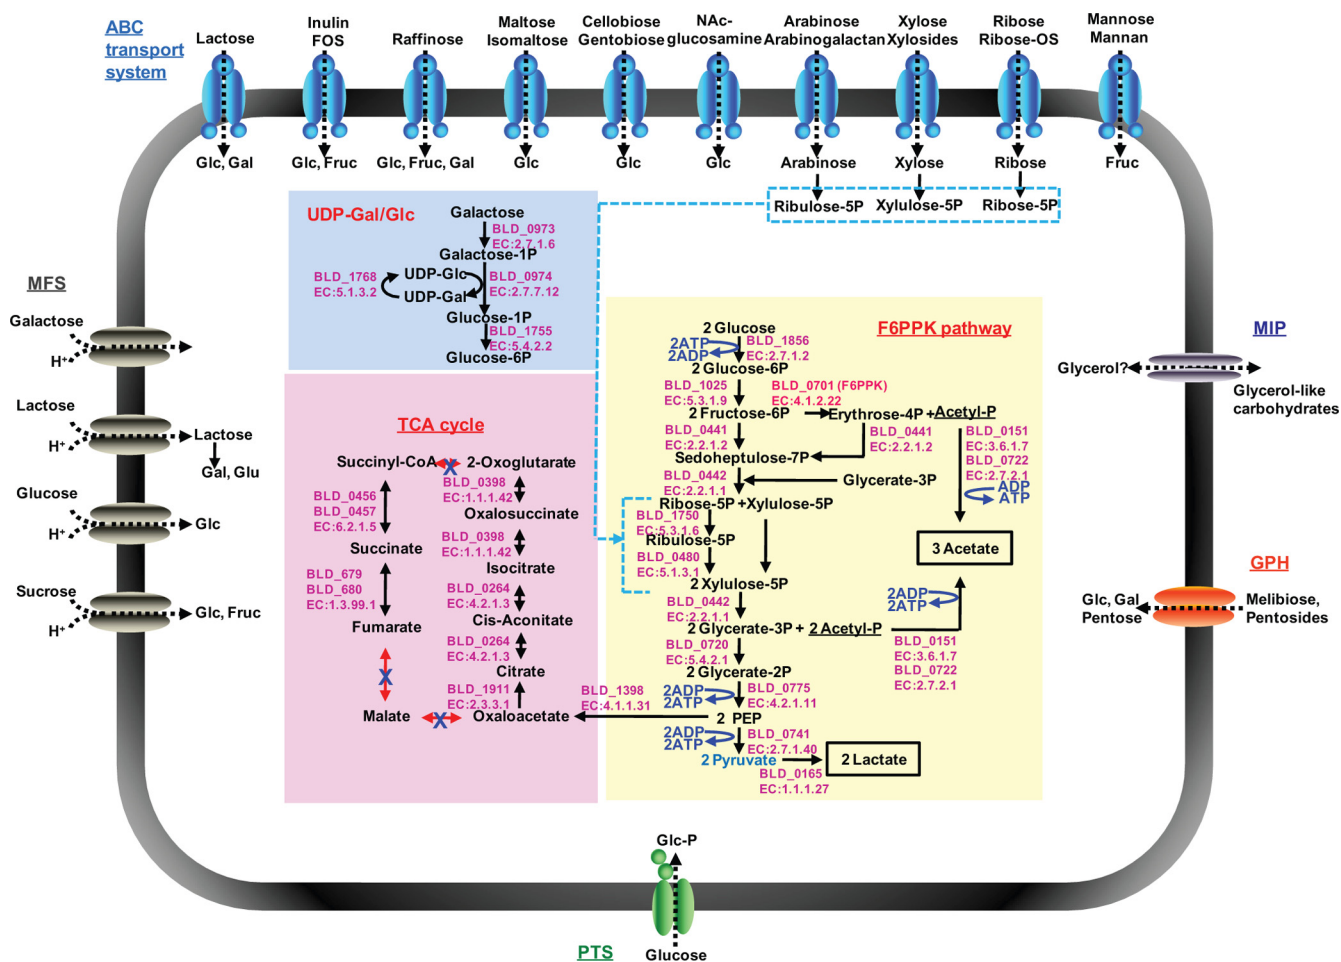 ABC
transport
system
Lactose
Inulin
FOS
Raffinose
Maltose
Isomaltose
Cellobiose
Gentobiose
NAc-
glucosamine
Arabinose
Arabinogalactan
Xylose
Xylosides
Ribose
Ribose-OS
Mannose
Mannan
Glc, Gal
Glc, Fruc
Glc, Fruc, Gal
Glc
Glc
Glc
Arabinose
Xylose
Ribose
Fruc
Ribulose-5P
Xylulose-5P
Ribose-5P
UDP-Gal/Glc
Galactose
BLD_0973
EC:2.7.1.6
Galactose-1P
BLD_1768
EC:5.1.3.2
UDP-Glc
UDP-Gal
BLD_0974
EC:2.7.7.12
Glucose-1P
BLD_1755
EC:5.4.2.2
Glucose-6P
MFS
Galactose
H+
Lactose
H+
Lactose
Gal, Glu
Glucose
H+
Glc
Sucrose
H+
Glc, Fruc
TCA cycle
Succinyl-CoA
X
2-Oxoglutarate
BLD_0398
EC:1.1.1.42
BLD_0456
BLD_0457
EC:6.2.1.5
Oxalosuccinate
BLD_0398
EC:1.1.1.42
Succinate
Isocitrate
BLD_679
BLD_680
EC:1.3.99.1
BLD_0264
EC:4.2.1.3
Cis-Aconitate
Fumarate
BLD_0264
EC:4.2.1.3
X
Citrate
BLD_1911
EC:2.3.3.1
Malate
X
Oxaloacetate
BLD_1398
EC:4.1.1.31
F6PPK pathway
2 Glucose
2ATP
2ADP
BLD_1856
EC:2.7.1.2
2 Glucose-6P
BLD_1025
EC:5.3.1.9
BLD_0701 (F6PPK)
EC:4.1.2.22
2 Fructose-6P
Erythrose-4P + Acetyl-P
BLD_0441
EC:2.2.1.2
BLD_0441
EC:2.2.1.2
BLD_0151
EC:3.6.1.7
BLD_0722
EC:2.7.2.1
Sedoheptulose-7P
BLD_0442
EC:2.2.1.1
Glycerate-3P
ADP
ATP
Ribose-5P + Xylulose-5P
BLD_1750
EC:5.3.1.6
Ribulose-5P
BLD_0480
EC:5.1.3.1
3 Acetate
2 Xylulose-5P
BLD_0442
EC:2.2.1.1
2ADP
2ATP
2 Glycerate-3P + 2 Acetyl-P
BLD_0720
EC:5.4.2.1
BLD_0151
EC:3.6.1.7
BLD_0722
EC:2.7.2.1
2 Glycerate-2P
2ADP
2ATP
BLD_0775
EC:4.2.1.11
2 PEP
2ADP
2ATP
BLD_0741
EC:2.7.1.40
2 Pyruvate
2 Lactate
BLD_0165
EC:1.1.1.27
MIP
Glycerol?
Glycerol-like
carbohydrates
GPH
Glc, Gal
Pentose
Melibiose,
Pentosides
Glc-P
PTS
Glucose